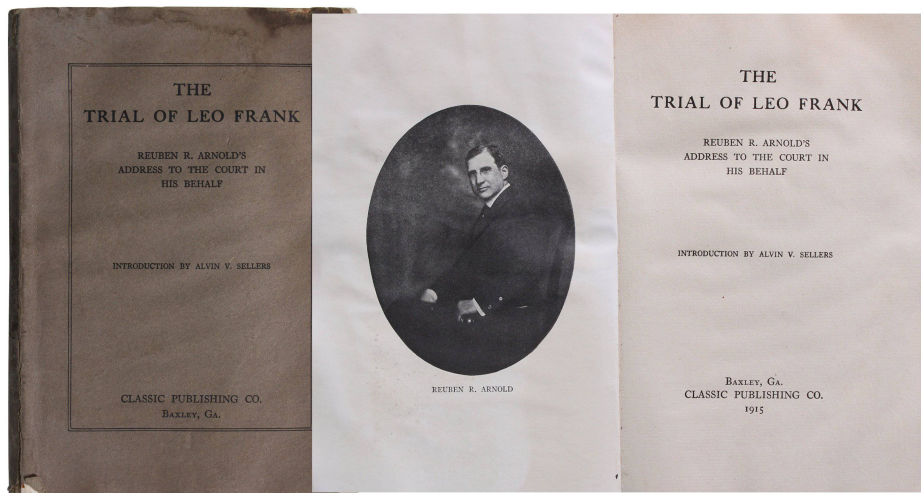 THE
TRIAL OF LEO FRANK
REUBEN R. ARNOLD'S
ADDRESS TO THE COURT IN
HIS BEHALF
INTRODUCTION BY ALVIN V. SELLERS
CLASSIC PUBLISHING CO.
BAXLEY, GA.
REUBEN R. ARNOLD
THE
TRIAL OF LEO FRANK
REUBEN R. ARNOLD'S
ADDRESS TO THE COURT IN
HIS BEHALF
INTRODUCTION BY ALVIN V. SELLERS
BAXLEY, GA.
CLASSIC PUBLISHING CO.
1915